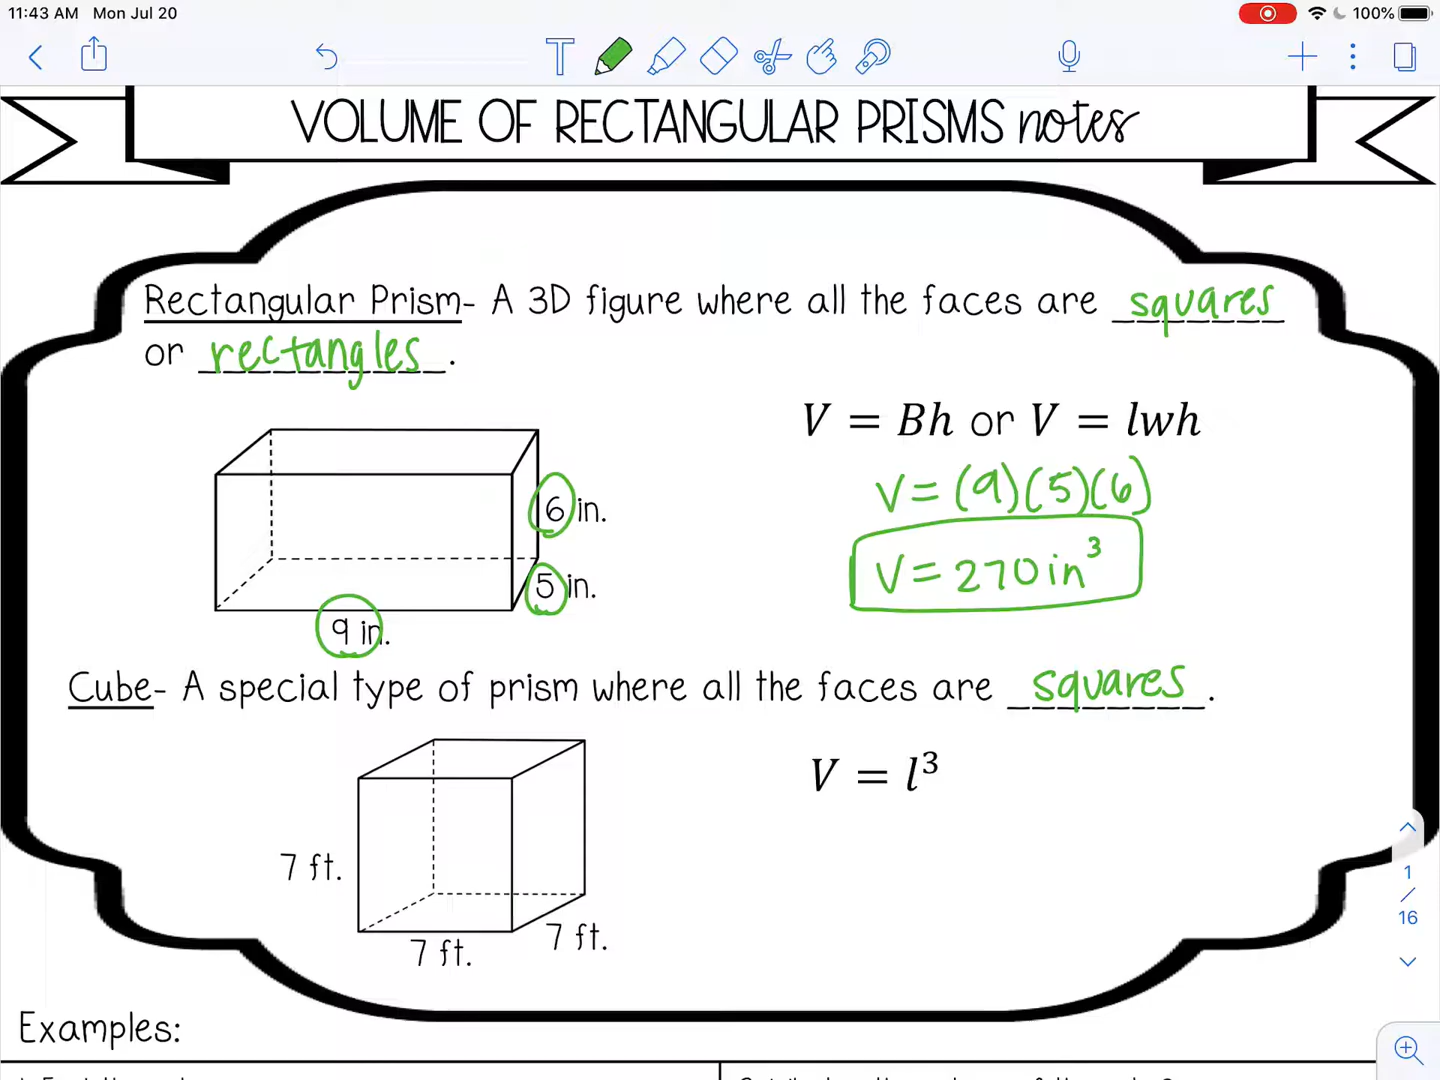 11:43 AM Mon Jul 20 100%
T
VOLUME OF RECTANGULAR PRISMS notes
Rectangular Prism- A 3D figure where all the faces are squares
or rectangles.
V = Bh or V = lwh
V = (9)(5)(6)
6 in.
V = 270 in³
5 in.
9 in.
Cube- A special type of prism where all the faces are squares.
V = l³
7 ft.
7 ft.
7 ft.
1
/
16
Examples: